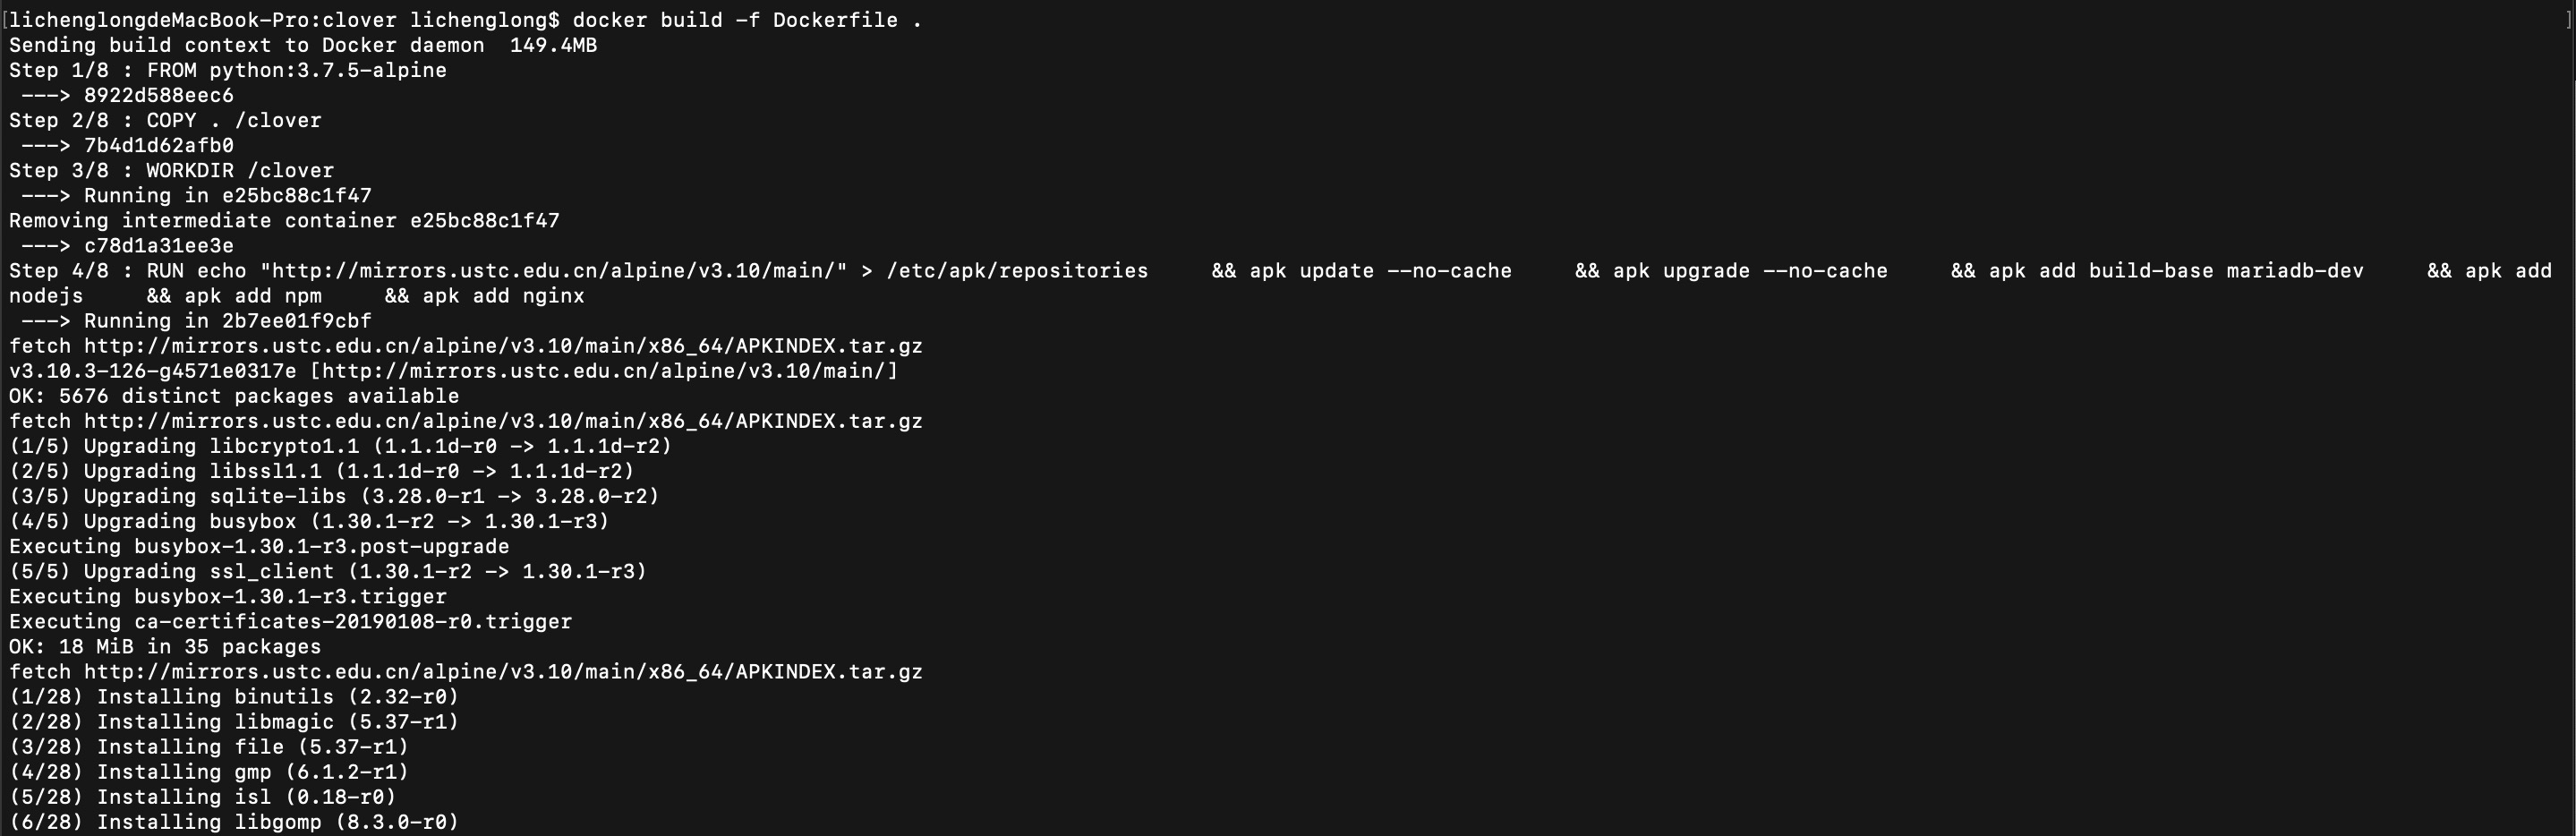 [lichenglongdeMacBook-Pro:clover lichenglong$ docker build -f Dockerfile . ]
Sending build context to Docker daemon  149.4MB
Step 1/8 : FROM python:3.7.5-alpine
 ---> 8922d588eec6
Step 2/8 : COPY . /clover
 ---> 7b4d1d62afb0
Step 3/8 : WORKDIR /clover
 ---> Running in e25bc88c1f47
Removing intermediate container e25bc88c1f47
 ---> c78d1a31ee3e
Step 4/8 : RUN echo "http://mirrors.ustc.edu.cn/alpine/v3.10/main/" > /etc/apk/repositories     && apk update --no-cache     && apk upgrade --no-cache     && apk add build-base mariadb-dev     && apk add
nodejs     && apk add npm     && apk add nginx
 ---> Running in 2b7ee01f9cbf
fetch http://mirrors.ustc.edu.cn/alpine/v3.10/main/x86_64/APKINDEX.tar.gz
v3.10.3-126-g4571e0317e [http://mirrors.ustc.edu.cn/alpine/v3.10/main/]
OK: 5676 distinct packages available
fetch http://mirrors.ustc.edu.cn/alpine/v3.10/main/x86_64/APKINDEX.tar.gz
(1/5) Upgrading libcrypto1.1 (1.1.1d-r0 -> 1.1.1d-r2)
(2/5) Upgrading libssl1.1 (1.1.1d-r0 -> 1.1.1d-r2)
(3/5) Upgrading sqlite-libs (3.28.0-r1 -> 3.28.0-r2)
(4/5) Upgrading busybox (1.30.1-r2 -> 1.30.1-r3)
Executing busybox-1.30.1-r3.post-upgrade
(5/5) Upgrading ssl_client (1.30.1-r2 -> 1.30.1-r3)
Executing busybox-1.30.1-r3.trigger
Executing ca-certificates-20190108-r0.trigger
OK: 18 MiB in 35 packages
fetch http://mirrors.ustc.edu.cn/alpine/v3.10/main/x86_64/APKINDEX.tar.gz
(1/28) Installing binutils (2.32-r0)
(2/28) Installing libmagic (5.37-r1)
(3/28) Installing file (5.37-r1)
(4/28) Installing gmp (6.1.2-r1)
(5/28) Installing isl (0.18-r0)
(6/28) Installing libgomp (8.3.0-r0)